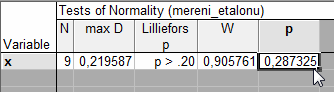 Tests of Normality (mereni_etalonu)
Variable N max D Lilliefors p W p
x 9 0,219587 p > .20 0,905761 0,287325